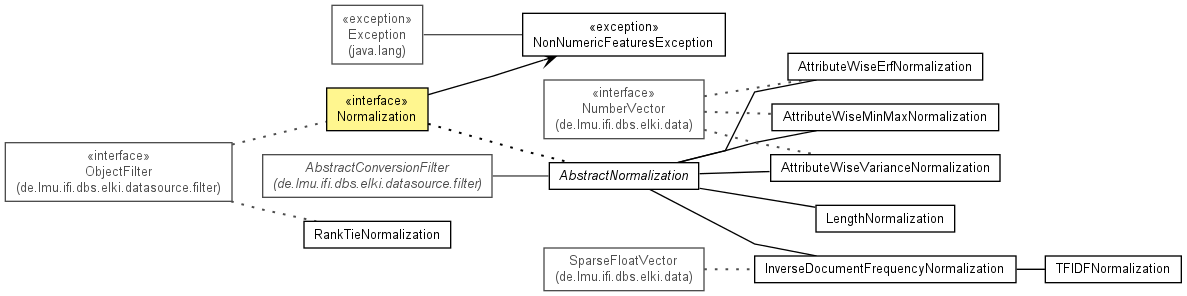 «exception»
Exception
(java.lang)
«exception»
NonNumericFeaturesException
AttributeWiseErfNormalization
«interface»
NumberVector
(de.lmu.ifi.dbs.elki.data)
«interface»
Normalization
AttributeWiseMinMaxNormalization
«interface»
ObjectFilter
(de.lmu.ifi.dbs.elki.datasource.filter)
AbstractConversionFilter
(de.lmu.ifi.dbs.elki.datasource.filter)
AbstractNormalization
AttributeWiseVarianceNormalization
LengthNormalization
RankTieNormalization
SparseFloatVector
(de.lmu.ifi.dbs.elki.data)
InverseDocumentFrequencyNormalization
TFIDFNormalization